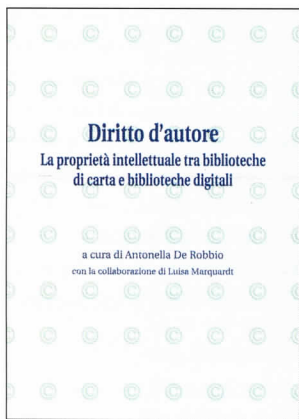 Diritto d'autore
La proprietà intellettuale tra biblioteche
di carta e biblioteche digitali
a cura di Antonella De Robbio
con la collaborazione di Luisa Marquardt